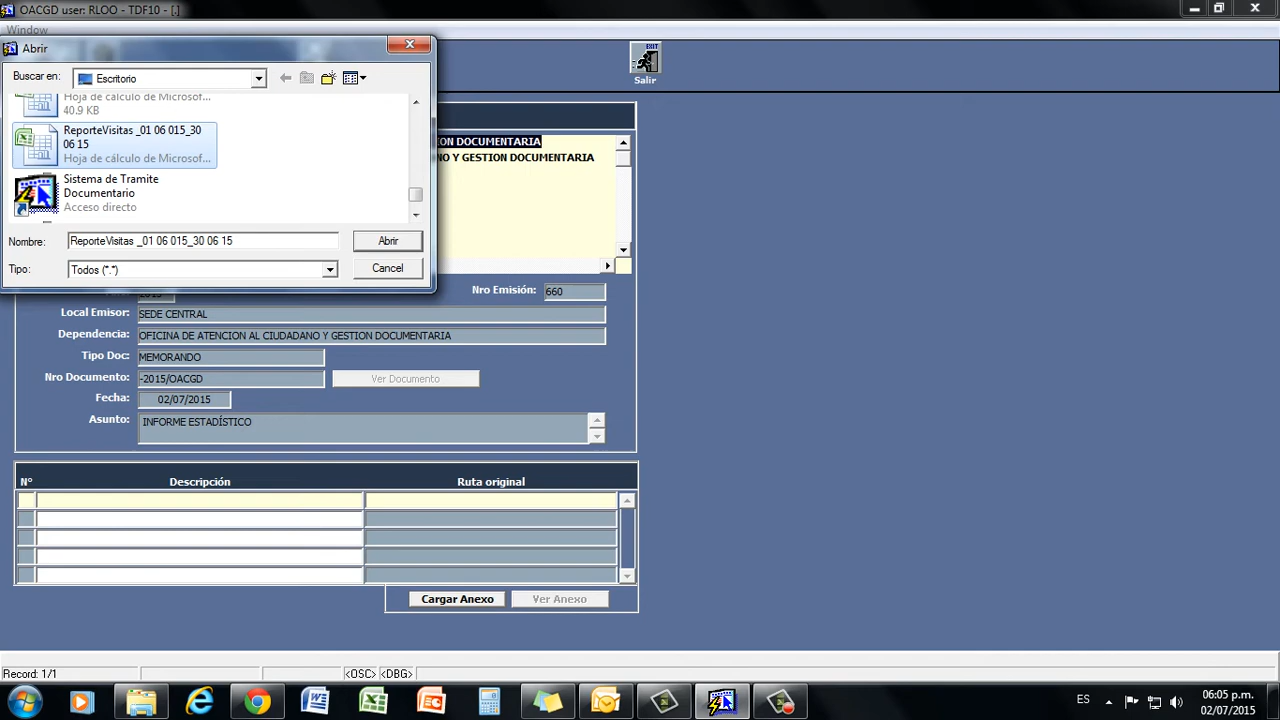 OACGD user: RLOO - TDF10 - [.]
Window
Abrir
Buscar en: Escritorio
Hoja de cálculo de Microsof...
40.9 KB
ReporteVisitas _01 06 015_30
06 15
Hoja de cálculo de Microsof...
Sistema de Tramite
Documentario
Acceso directo
Nombre: ReporteVisitas _01 06 015_30 06 15 Abrir
Tipo: Todos (*.*) Cancel
EXIT
Salir
ON DOCUMENTARIA
O Y GESTION DOCUMENTARIA
Nro Emisión: 660
Local Emisor: SEDE CENTRAL
Dependencia: OFICINA DE ATENCION AL CIUDADANO Y GESTION DOCUMENTARIA
Tipo Doc: MEMORANDO
Nro Documento: -2015/OACGD Ver Documento
Fecha: 02/07/2015
Asunto: INFORME ESTADÍSTICO
N° Descripción Ruta original
Cargar Anexo Ver Anexo
Record: 1/1 <OSC> <DBG>
ES 06:05 p.m.
02/07/2015